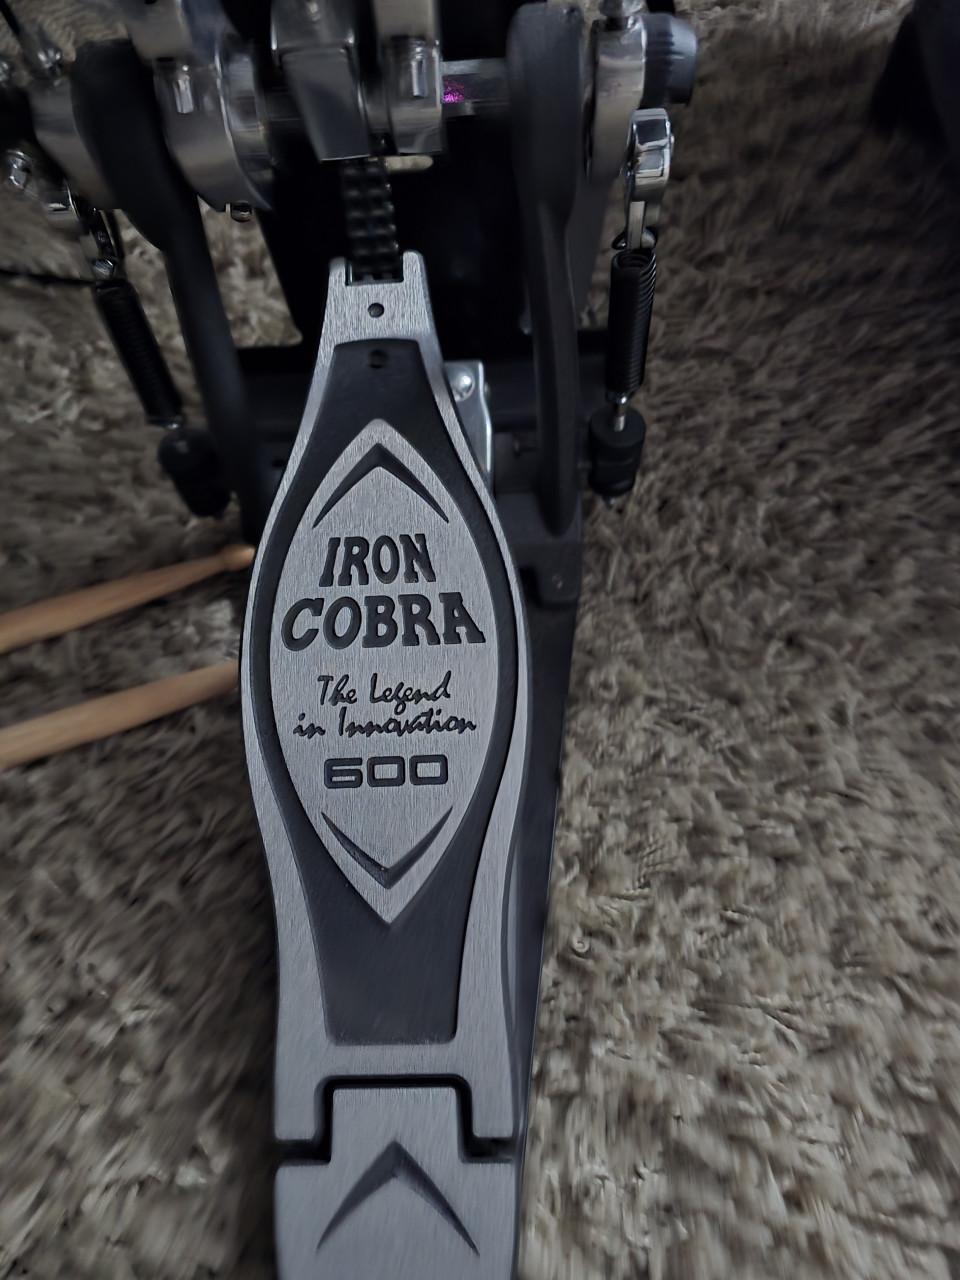 IRON
COBRA
The Legend
in Innovation
600